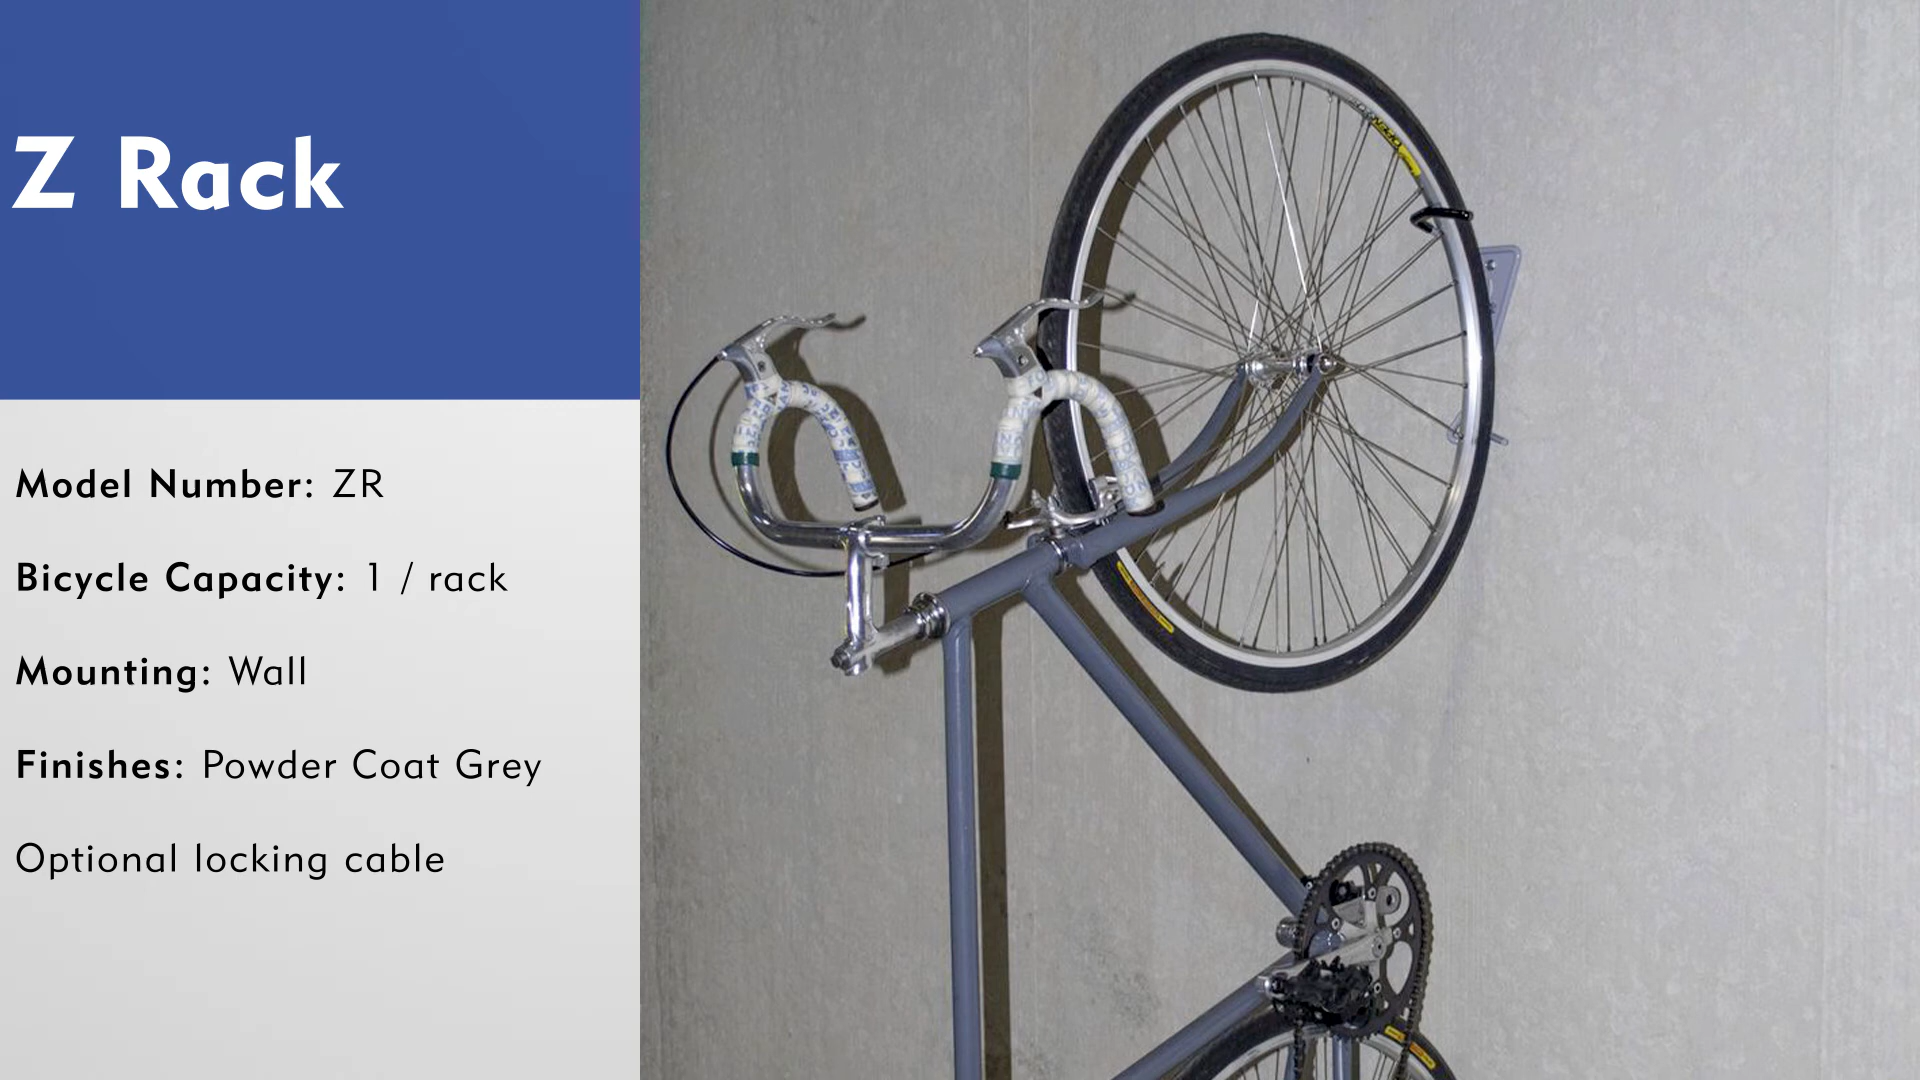 Z Rack
Model Number: ZR
Bicycle Capacity: 1 / rack
Mounting: Wall
Finishes: Powder Coat Grey
Optional locking cable